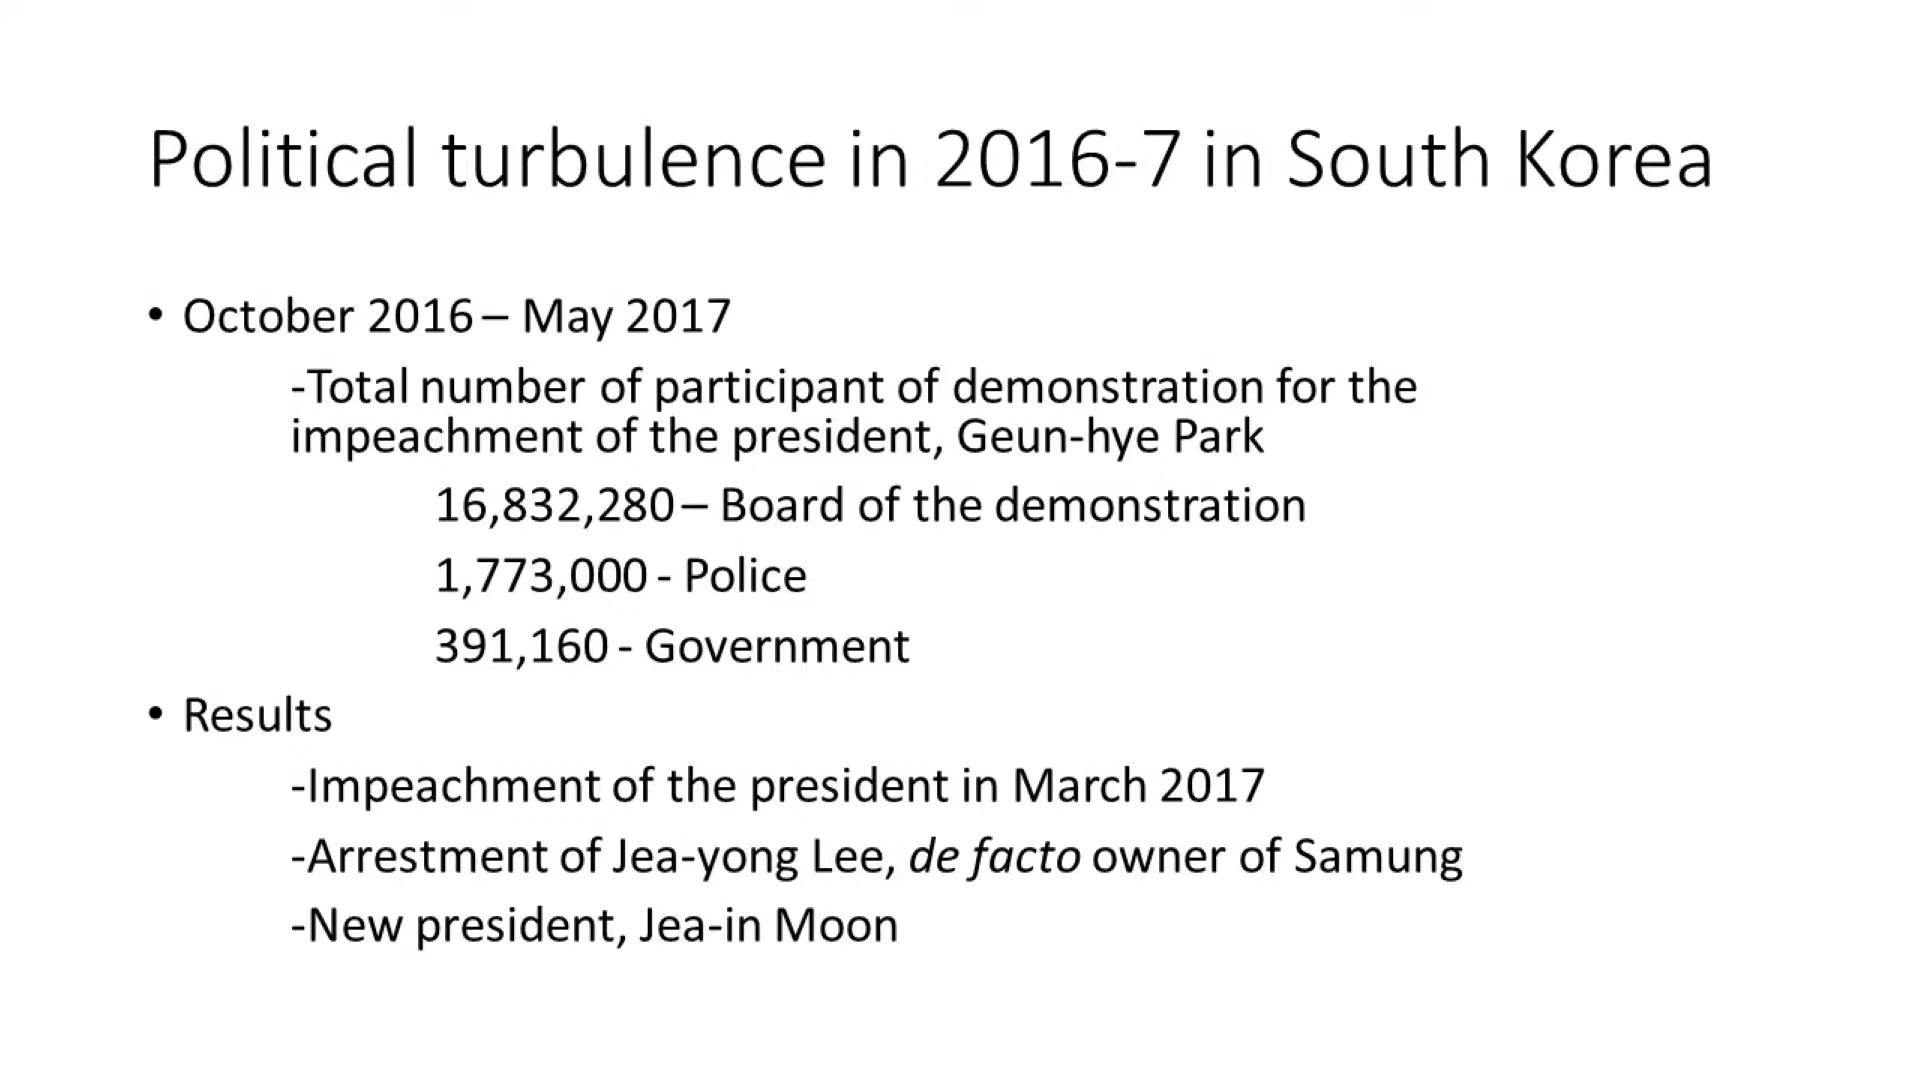 Political turbulence in 2016-7 in South Korea
• October 2016 – May 2017
-Total number of participant of demonstration for the
impeachment of the president, Geun-hye Park
16,832,280 – Board of the demonstration
1,773,000 - Police
391,160 - Government
• Results
-Impeachment of the president in March 2017
-Arrestment of Jea-yong Lee, de facto owner of Samung
-New president, Jea-in Moon